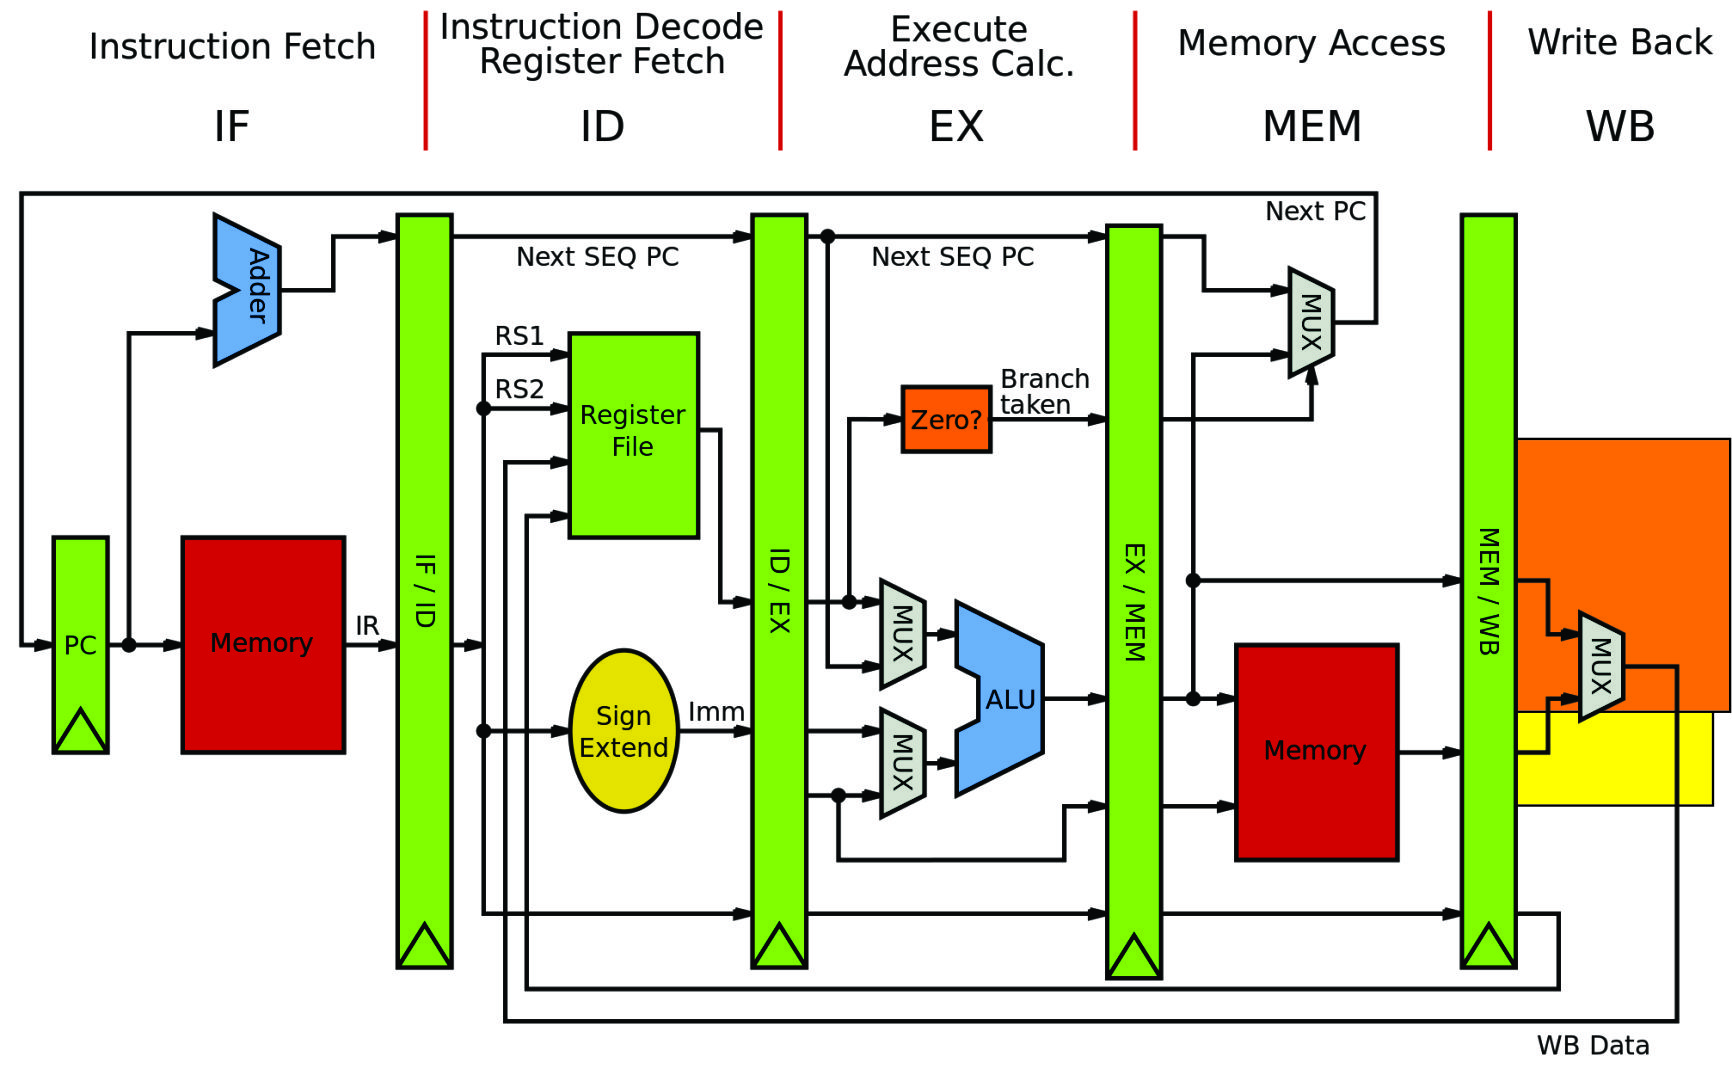 Instruction Fetch
IF
Instruction Decode
Register Fetch
ID
Execute
Address Calc.
EX
Memory Access
MEM
Write Back
WB
Next PC
Adder
Next SEQ PC
Next SEQ PC
MUX
RS1
RS2
Register
File
Zero?
Branch
taken
PC
Memory
IR
IF / ID
ID / EX
EX / MEM
MEM / WB
Sign
Extend
Imm
MUX
MUX
ALU
Memory
MUX
WB Data